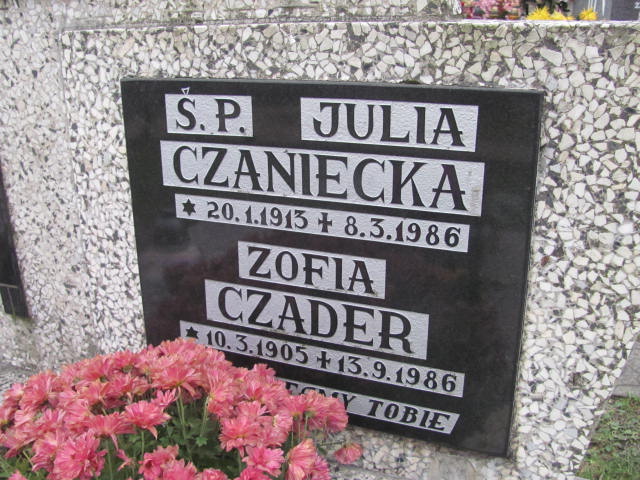 Ś. P. JULIA
CZANIECKA
✶ 20.1.1913 ✝ 8.3.1986
ZOFIA
CZADER
✶ 10.3.1905 ✝ 13.9.1986
TOBIE